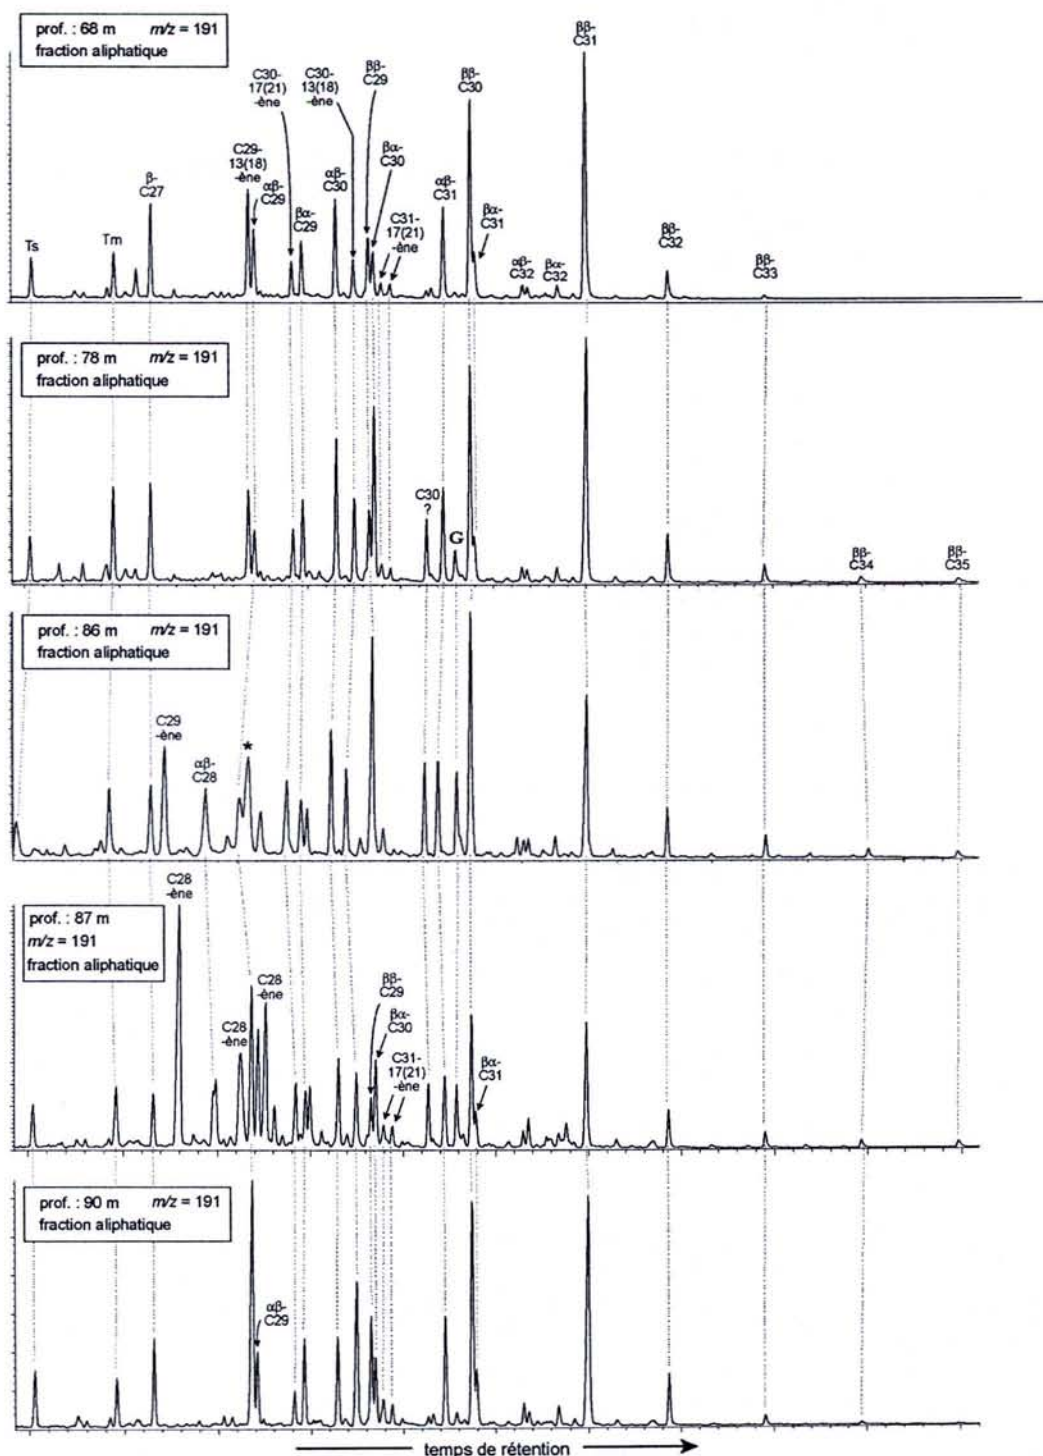 prof. : 68 m m/z = 191
fraction aliphatique
Ts
Tm
β-
C27
C29-
13(18)
-ène
αβ-
C29
C30-
17(21)
-ène
βα-
C29
C30-
13(18)
-ène
αβ-
C30
ββ-
C29
βα-
C30
C31-
17(21)
-ène
αβ-
C31
ββ-
C30
βα-
C31
αβ-
C32
βα-
C32
ββ-
C31
ββ-
C32
ββ-
C33
prof. : 78 m m/z = 191
fraction aliphatique
C30
?
G
ββ-
C34
ββ-
C35
prof. : 86 m m/z = 191
fraction aliphatique
C29
-ène
αβ-
C28
*
prof. : 87 m
m/z = 191
fraction aliphatique
C28
-ène
C28
-ène
C28
-ène
ββ-
C29
βα-
C30
C31-
17(21)
-ène
βα-
C31
prof. : 90 m m/z = 191
fraction aliphatique
αβ-
C29
temps de rétention